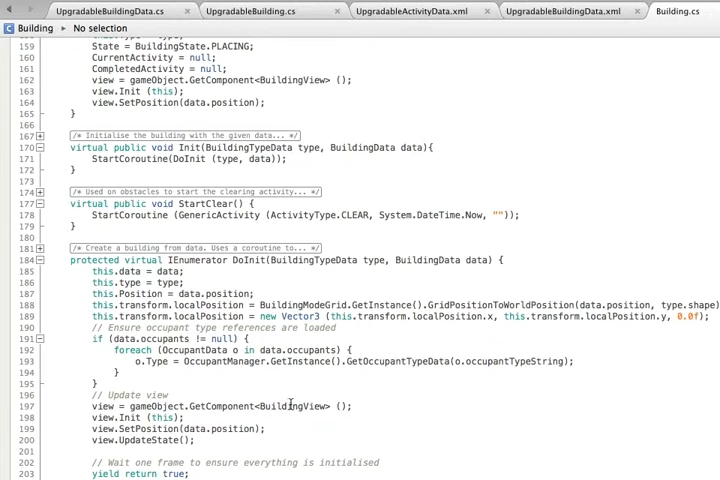 UpgradableBuildingData.cs × UpgradableBuilding.cs × UpgradableActivityData.xml × UpgradableBuildingData.xml × Building.cs
C Building ▸ No selection
159 State = BuildingState.PLACING;
160 CurrentActivity = null;
161 CompletedActivity = null;
162 view = gameObject.GetComponent<BuildingView> ();
163 view.Init (this);
164 view.SetPosition(data.position);
165 }
166
167 /* Initialise the building with the given data... */
170 virtual public void Init(BuildingTypeData type, BuildingData data){
171 StartCoroutine(DoInit (type, data));
172 }
173
174 /* Used on obstacles to start the clearing activity... */
177 virtual public void StartClear() {
178 StartCoroutine (GenericActivity (ActivityType.CLEAR, System.DateTime.Now, ""));
179 }
180
181 /* Create a building from data. Uses a coroutine to... */
184 protected virtual IEnumerator DoInit(BuildingTypeData type, BuildingData data) {
185 this.data = data;
186 this.type = type;
187 this.Position = data.position;
188 this.transform.localPosition = BuildingModeGrid.GetInstance().GridPositionToWorldPosition(data.position, type.shape)
189 this.transform.localPosition = new Vector3 (this.transform.localPosition.x, this.transform.localPosition.y, 0.0f);
190 // Ensure occupant type references are loaded
191 if (data.occupants != null) {
192 foreach (OccupantData o in data.occupants) {
193 o.Type = OccupantManager.GetInstance().GetOccupantTypeData(o.occupantTypeString);
194 }
195 }
196 // Update view
197 view = gameObject.GetComponent<BuildingView> ();
198 view.Init (this);
199 view.SetPosition(data.position);
200 view.UpdateState();
201
202 // Wait one frame to ensure everything is initialised
203 yield return true;